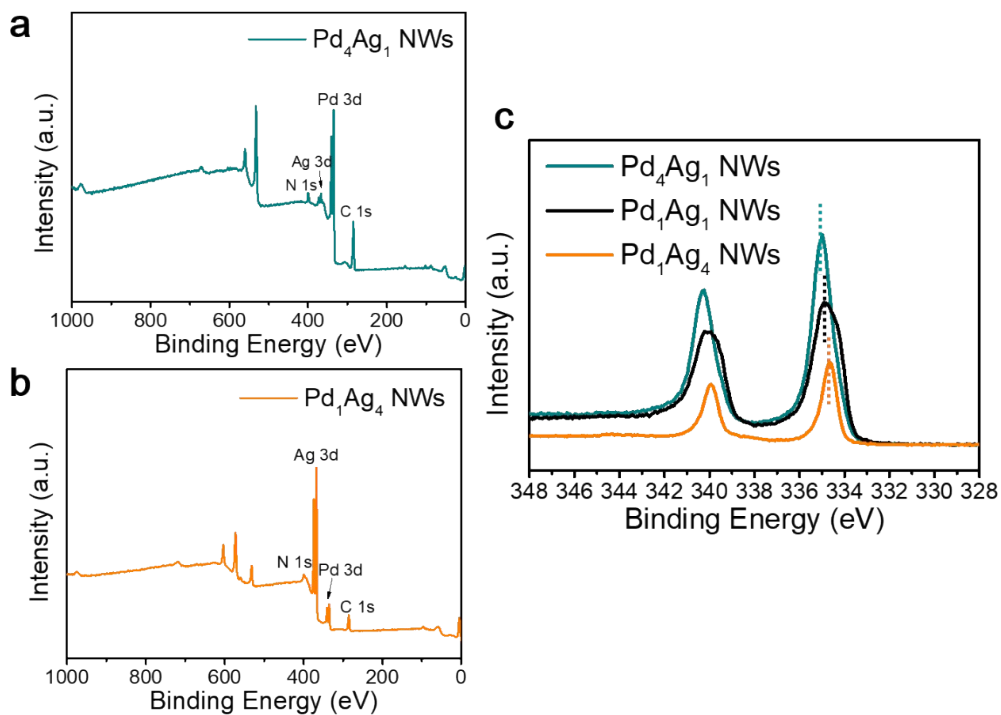 a
Pd₄Ag₁ NWs
Pd 3d
Ag 3d
N 1s
C 1s
Intensity (a.u.)
1000 800 600 400 200 0
Binding Energy (eV)
b
Pd₁Ag₄ NWs
Ag 3d
N 1s
Pd 3d
C 1s
Intensity (a.u.)
1000 800 600 400 200 0
Binding Energy (eV)
c
Pd₄Ag₁ NWs
Pd₁Ag₁ NWs
Pd₁Ag₄ NWs
Intensity (a.u.)
348 346 344 342 340 338 336 334 332 330 328
Binding Energy (eV)